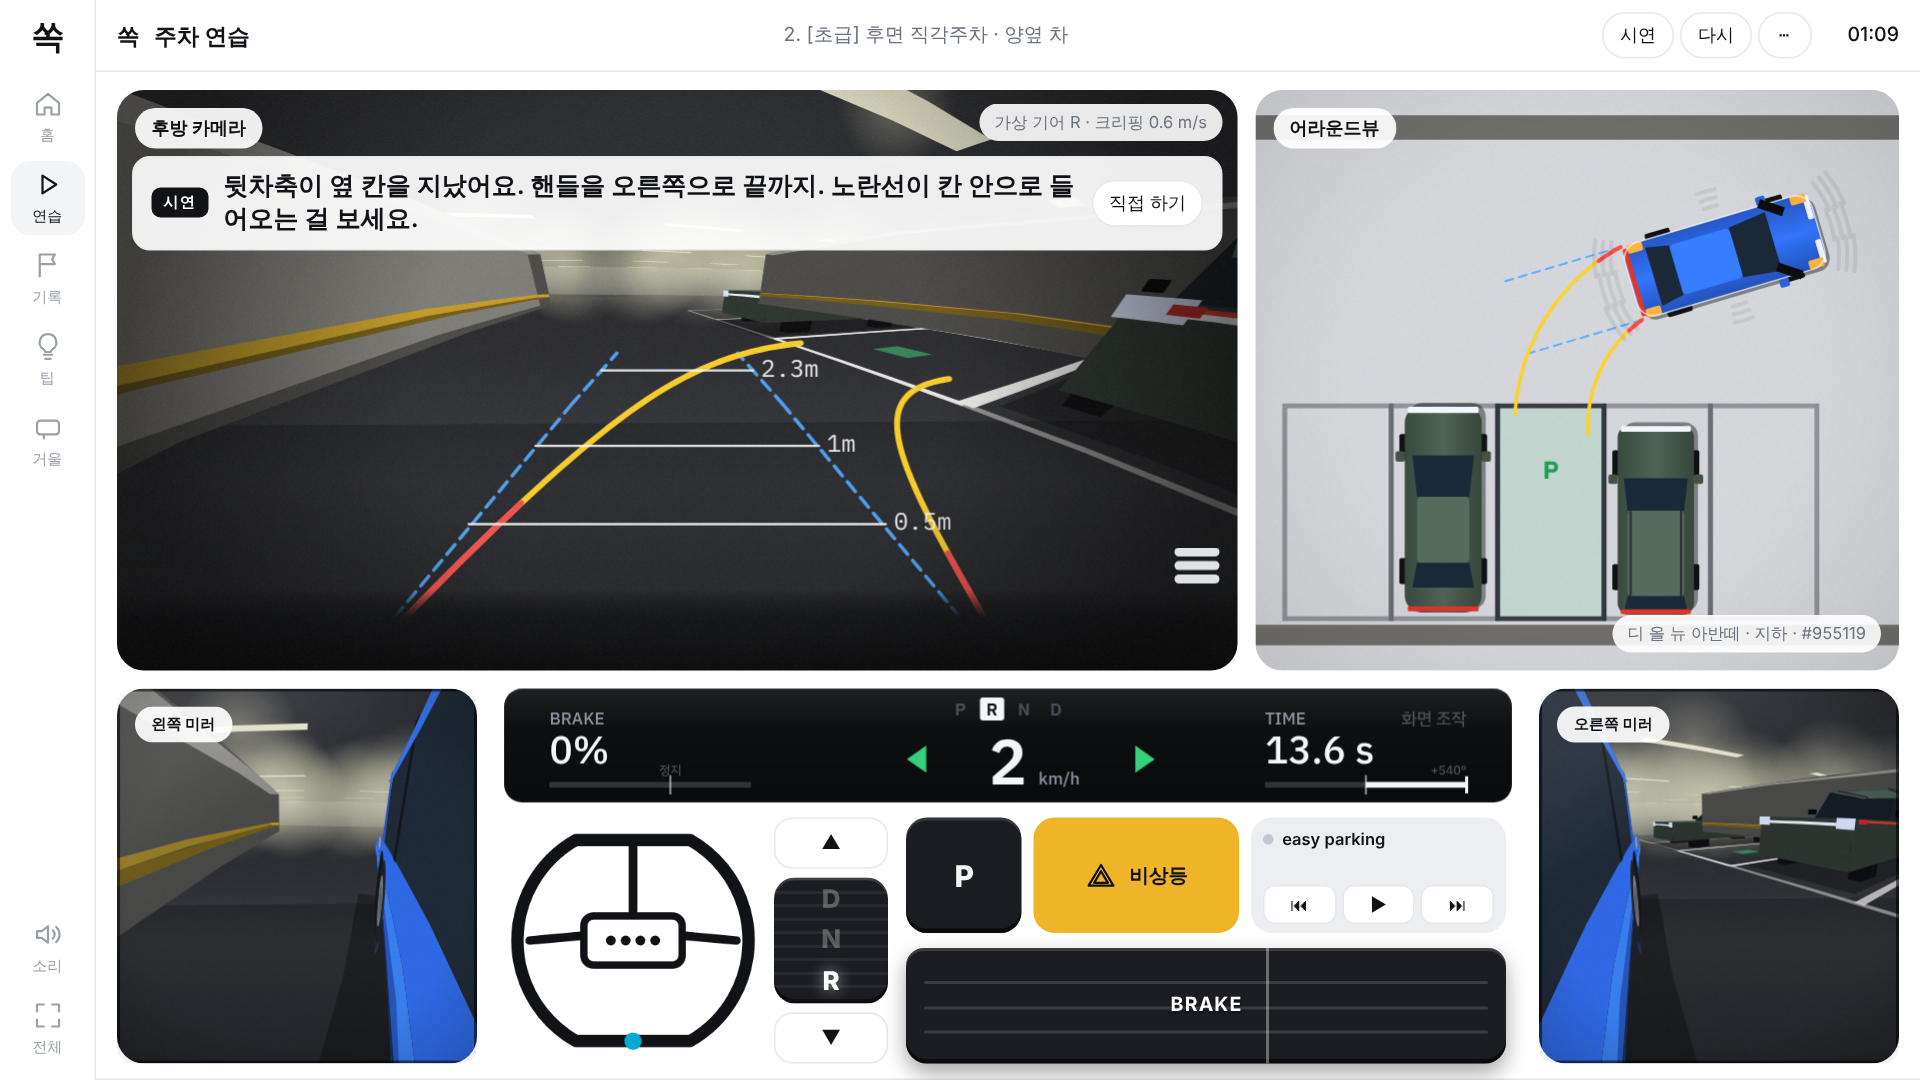 쏙
쏙 주차 연습
2. [초급] 후면 직각주차 · 양옆 차
시연
다시
···
01:09
홈
연습
기록
팁
거울
소리
전체
후방 카메라
가상 기어 R · 크리핑 0.6 m/s
시연
뒷차축이 옆 칸을 지났어요. 핸들을 오른쪽으로 끝까지. 노란선이 칸 안으로 들
어오는 걸 보세요.
직접 하기
2.3m
1m
0.5m
어라운드뷰
P
디 올 뉴 아반떼 · 지하 · #955119
왼쪽 미러
BRAKE
0%
정지
P R N D
2 km/h
TIME
화면 조작
13.6 s
+540°
D
N
R
P
비상등
easy parking
BRAKE
오른쪽 미러